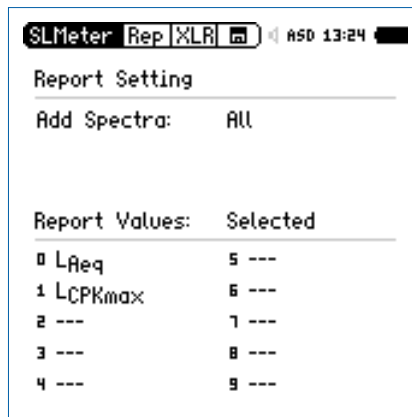 SLMeter Rep XLR ASD 13:24
Report Setting
Add Spectra: All
Report Values: Selected
0 LAeq 5 ---
1 LCPKmax 6 ---
2 --- 7 ---
3 --- 8 ---
4 --- 9 ---